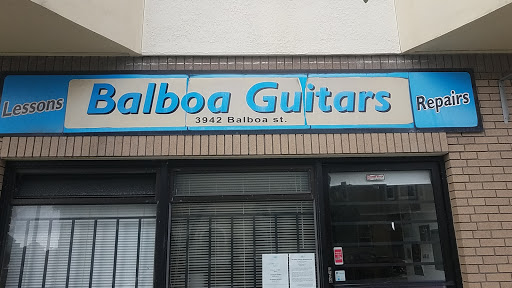 Lessons
Balboa Guitars
3942 Balboa st.
Repairs